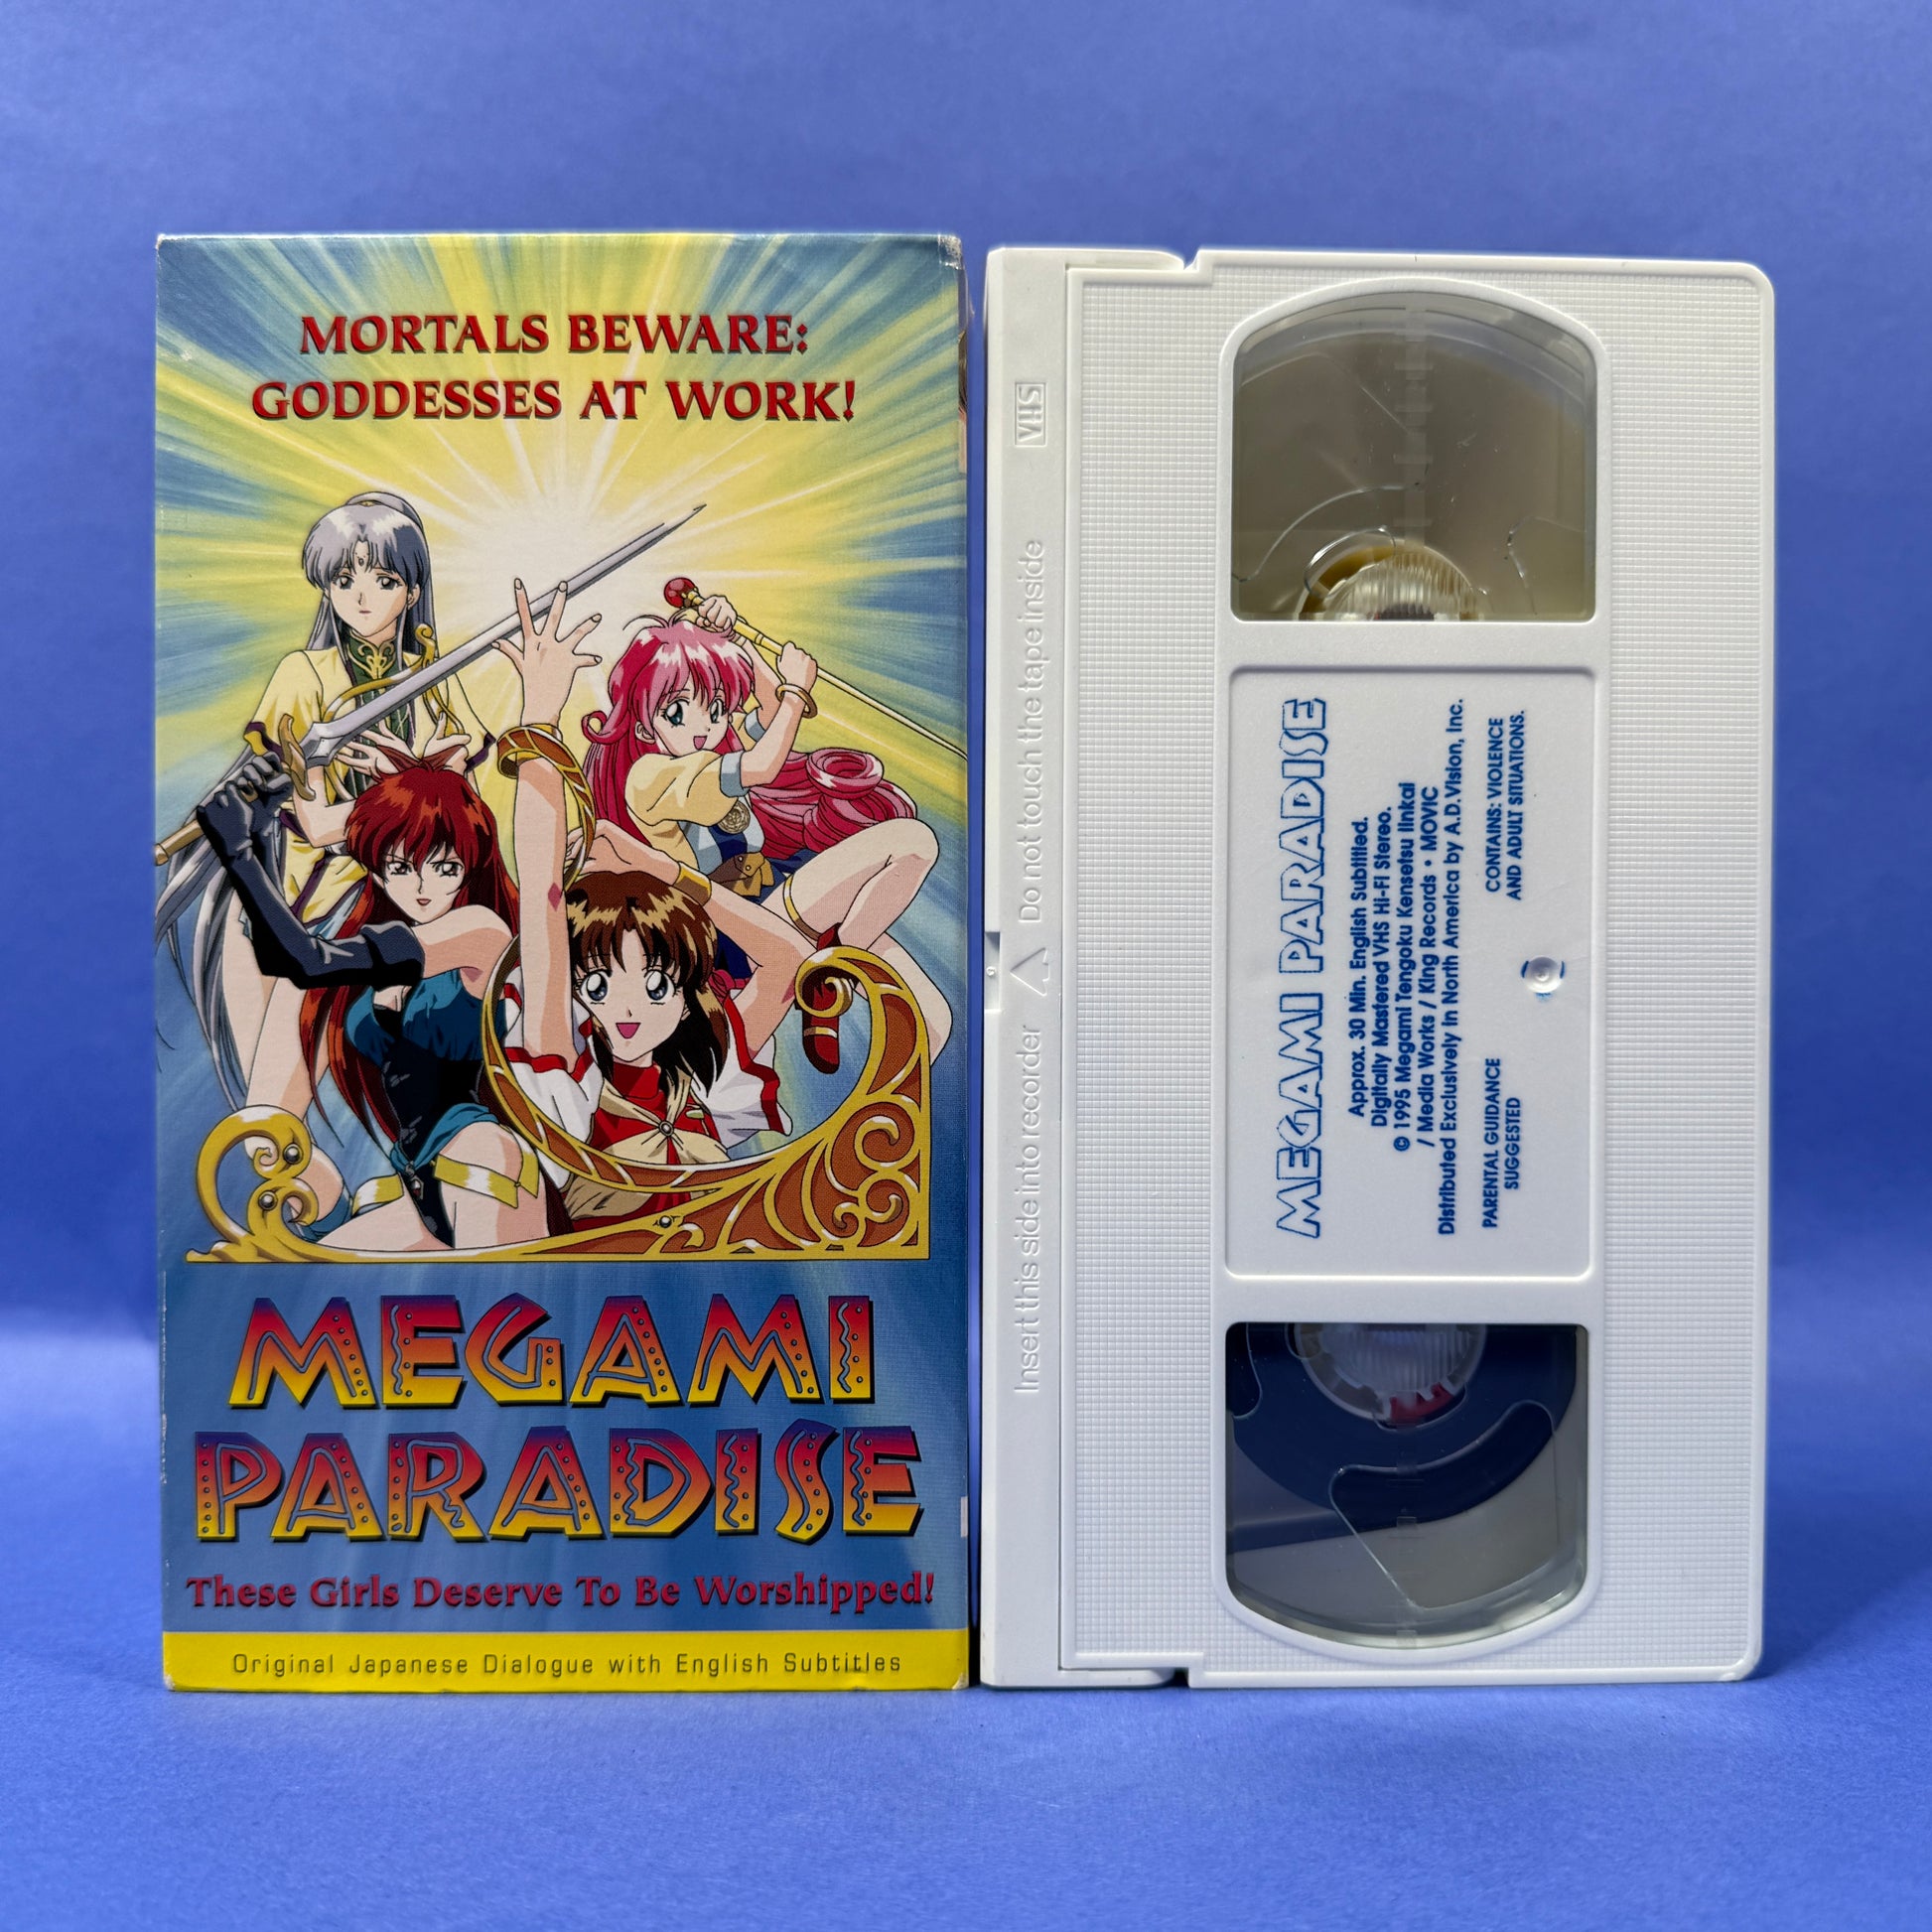 MORTALS BEWARE:
GODDESSES AT WORK!
MEGAMI
PARADISE
These Girls Deserve To Be Worshipped!
Original Japanese Dialogue with English Subtitles
VHS
Insert this side into recorder
Do not touch the tape inside
MEGAMI PARADISE
Approx. 30 Min. English Subtitled.
Digitally Mastered VHS Hi-Fi Stereo.
© 1995 Megami Tengoku Kensetsu Iinkai
/ Media Works / King Records • MOVIC
Distributed Exclusively in North America by A.D. Vision, Inc.
PARENTAL GUIDANCE
SUGGESTED
CONTAINS: VIOLENCE
AND ADULT SITUATIONS.